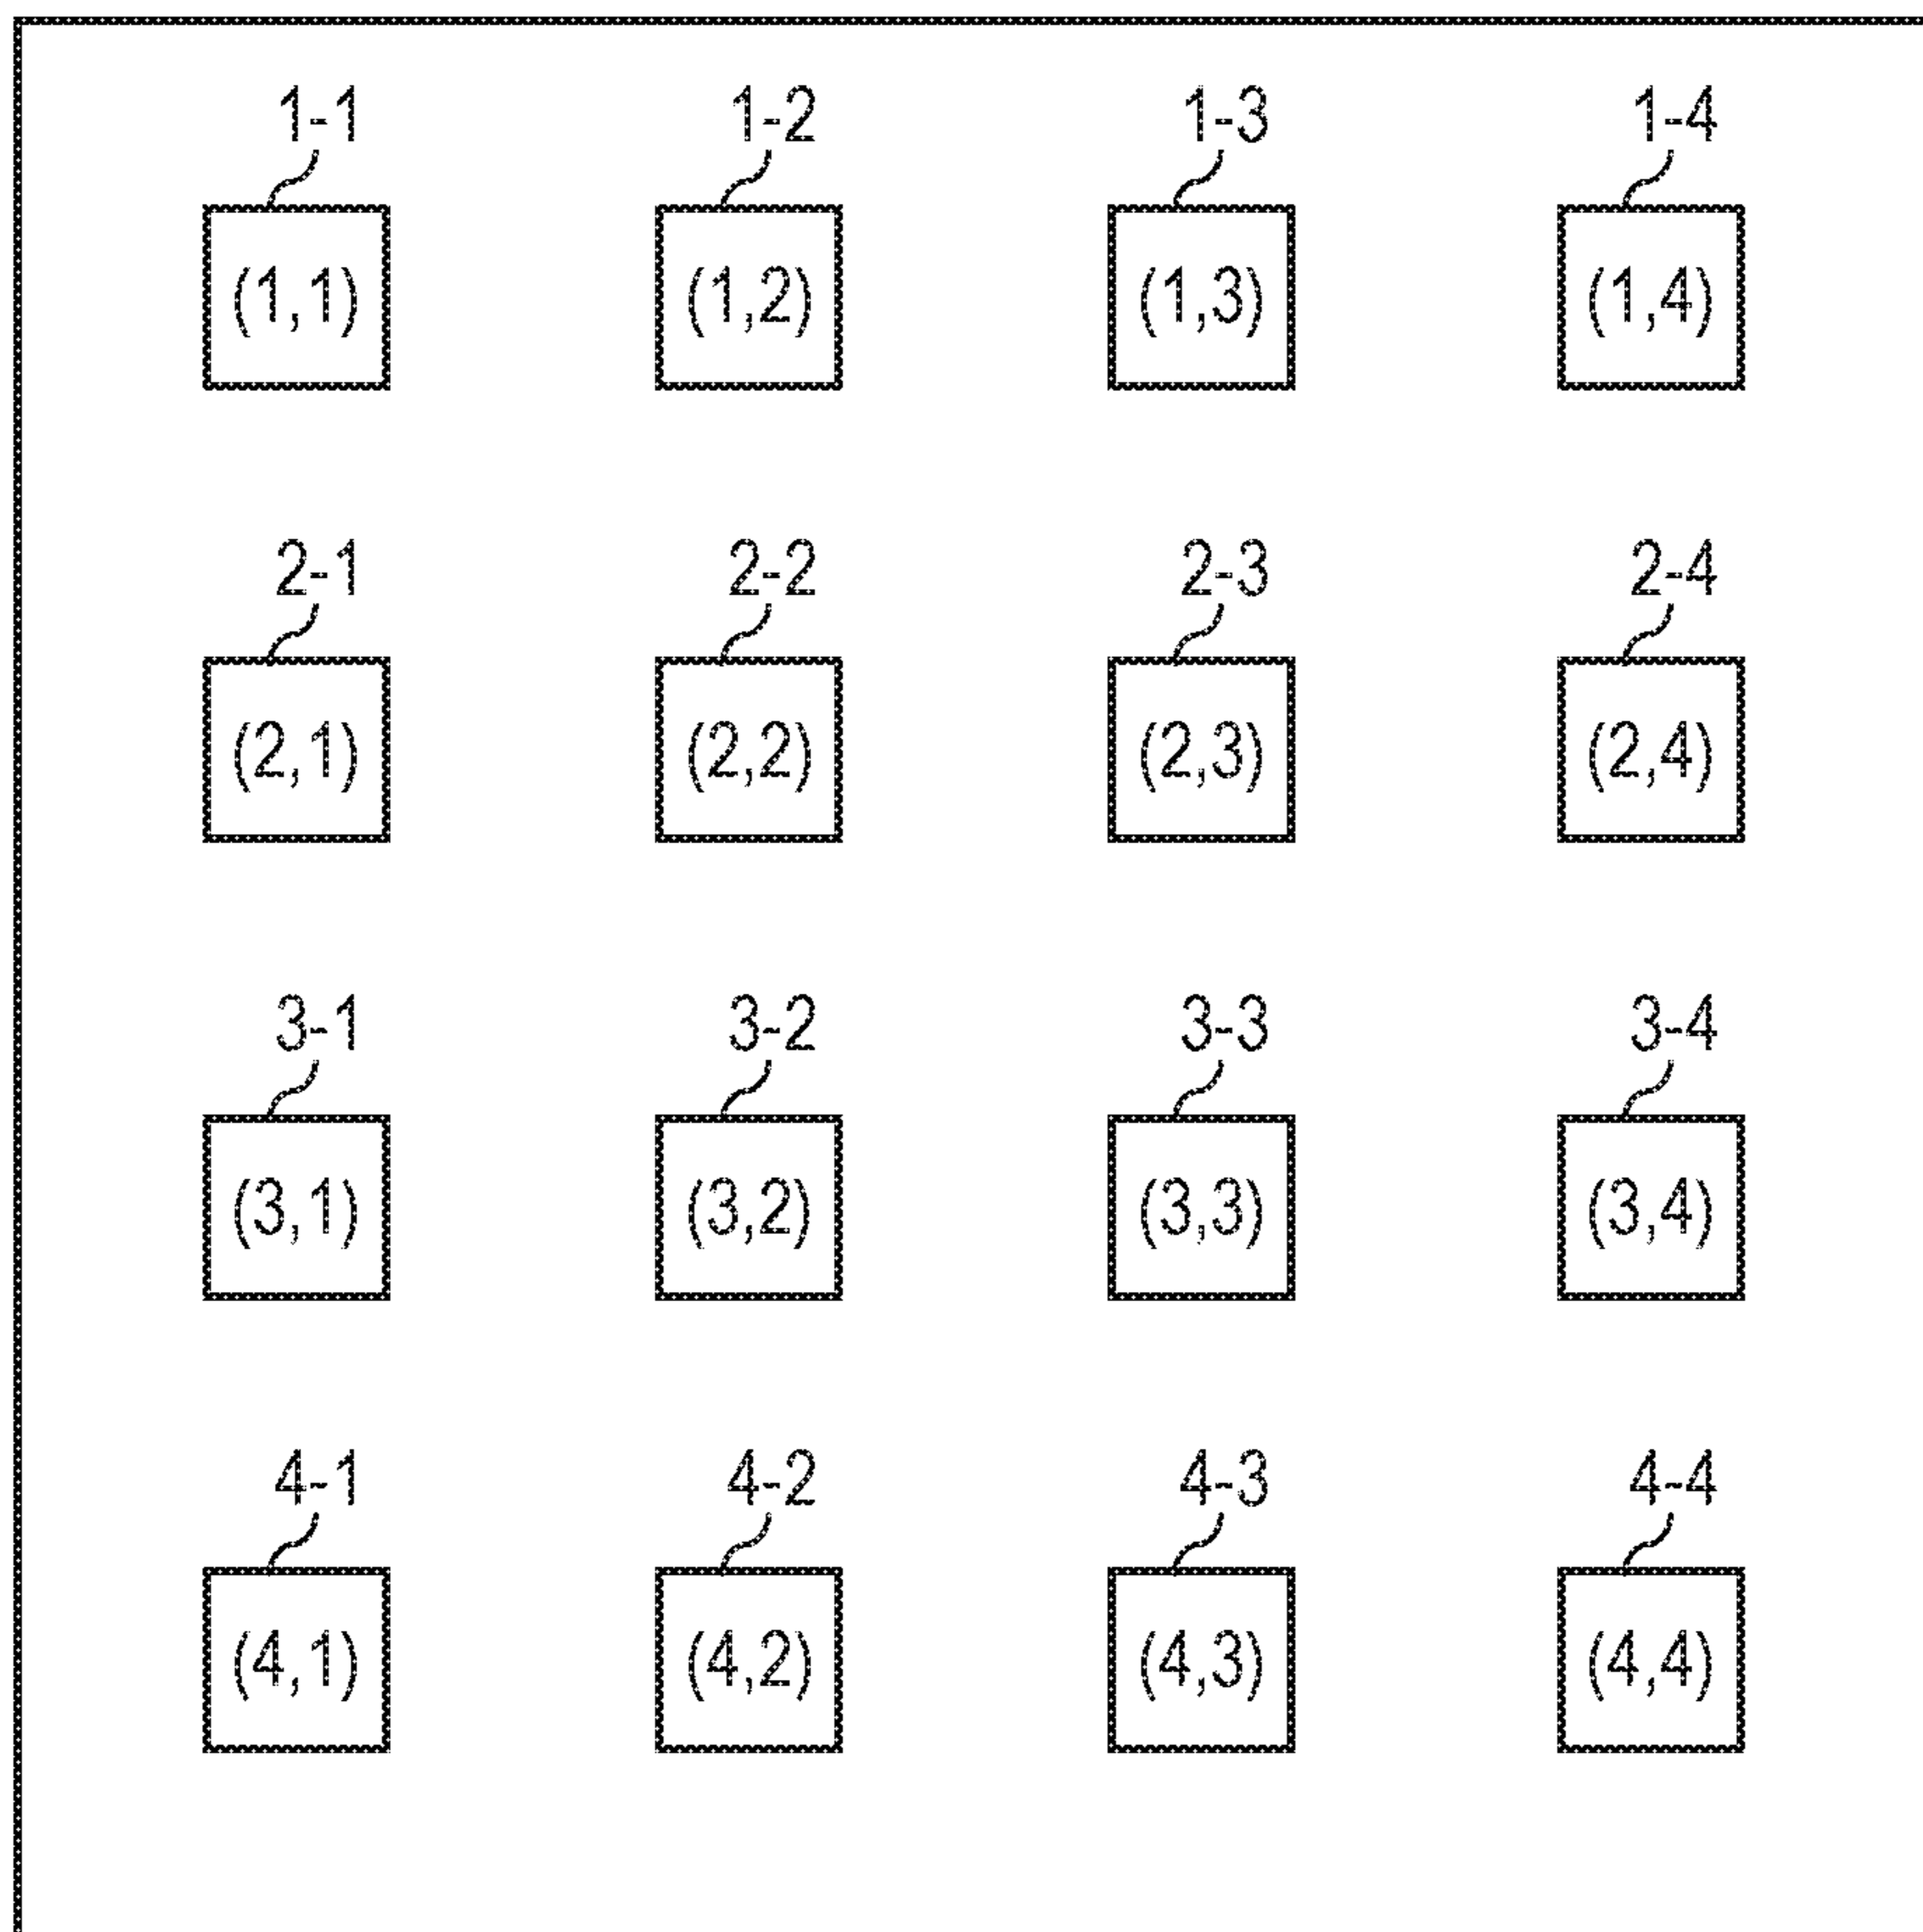 1-1 1-2 1-3 1-4
(1,1) (1,2) (1,3) (1,4)
2-1 2-2 2-3 2-4
(2,1) (2,2) (2,3) (2,4)
3-1 3-2 3-3 3-4
(3,1) (3,2) (3,3) (3,4)
4-1 4-2 4-3 4-4
(4,1) (4,2) (4,3) (4,4)